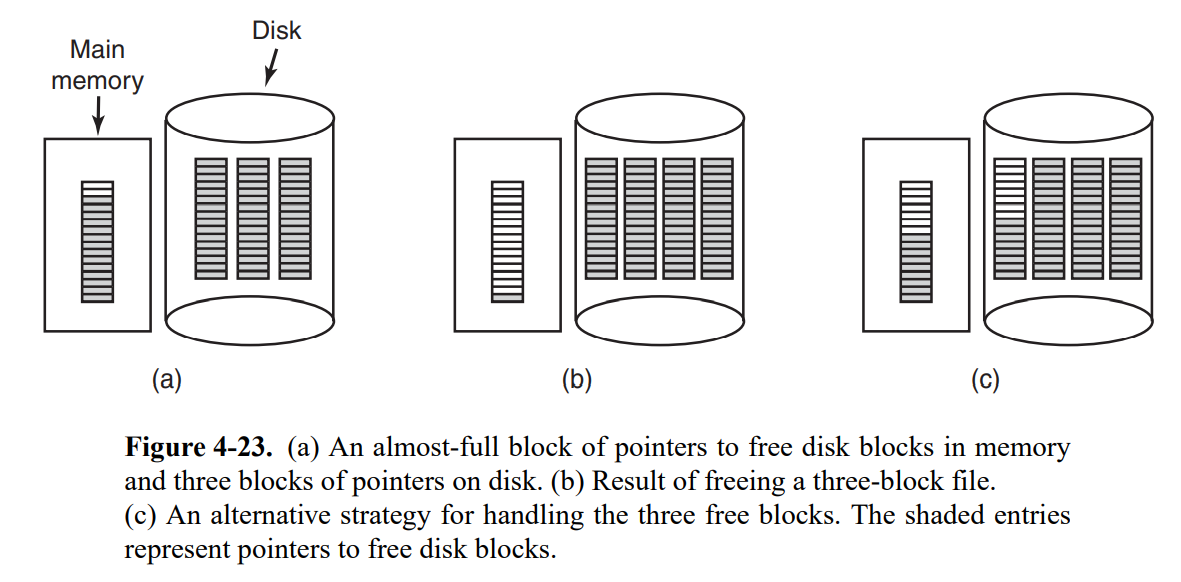 Disk
Main
memory
(a)
(b)
(c)
Figure 4-23. (a) An almost-full block of pointers to free disk blocks in memory
and three blocks of pointers on disk. (b) Result of freeing a three-block file.
(c) An alternative strategy for handling the three free blocks. The shaded entries
represent pointers to free disk blocks.